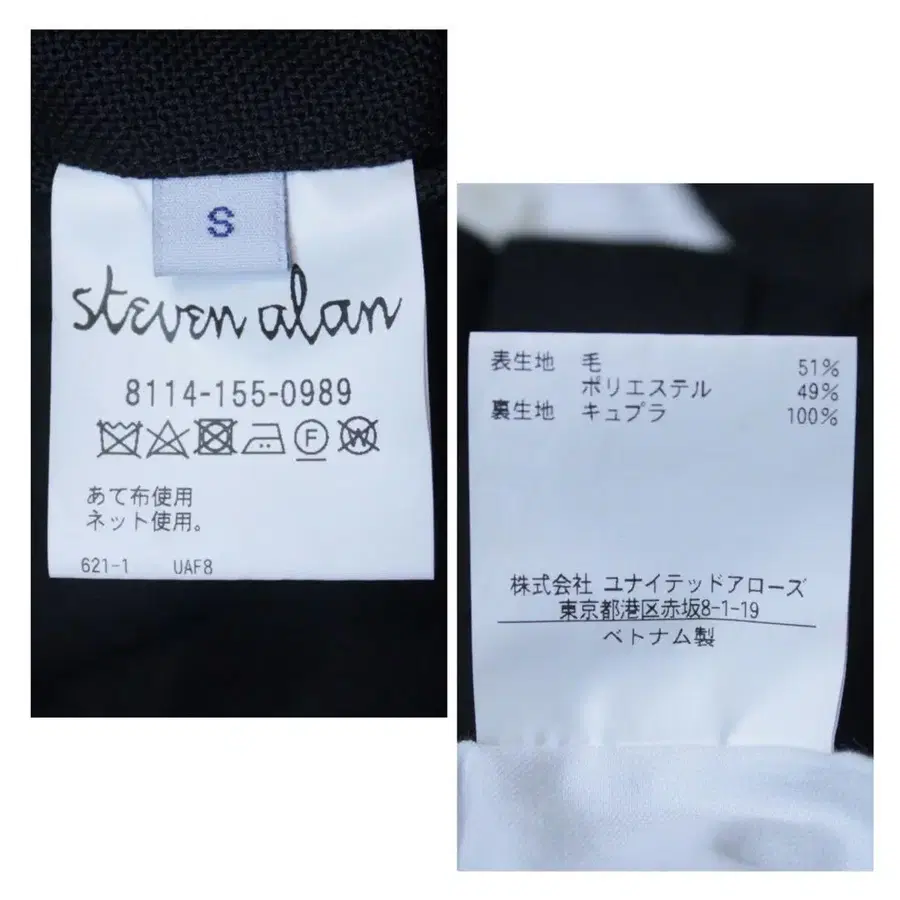 S
steven alan
8114-155-0989
F W
あて布使用
ネット使用。
621-1 UAF8
表生地 毛 51%
ポリエステル 49%
裏生地 キュプラ 100%
株式会社 ユナイテッドアローズ
東京都港区赤坂8-1-19
ベトナム製